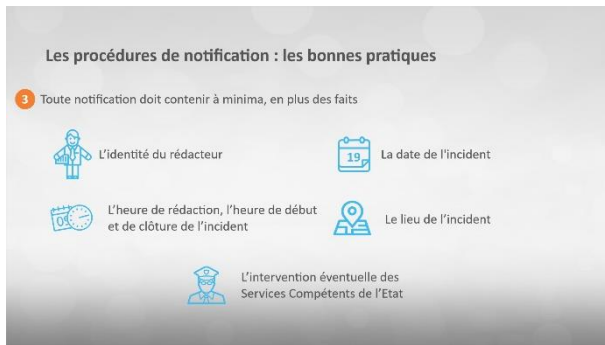 Les procédures de notification : les bonnes pratiques
3 Toute notification doit contenir à minima, en plus des faits
L'identité du rédacteur
19
La date de l'incident
09
L'heure de rédaction, l'heure de début
et de clôture de l'incident
Le lieu de l'incident
L'intervention éventuelle des
Services Compétents de l'Etat